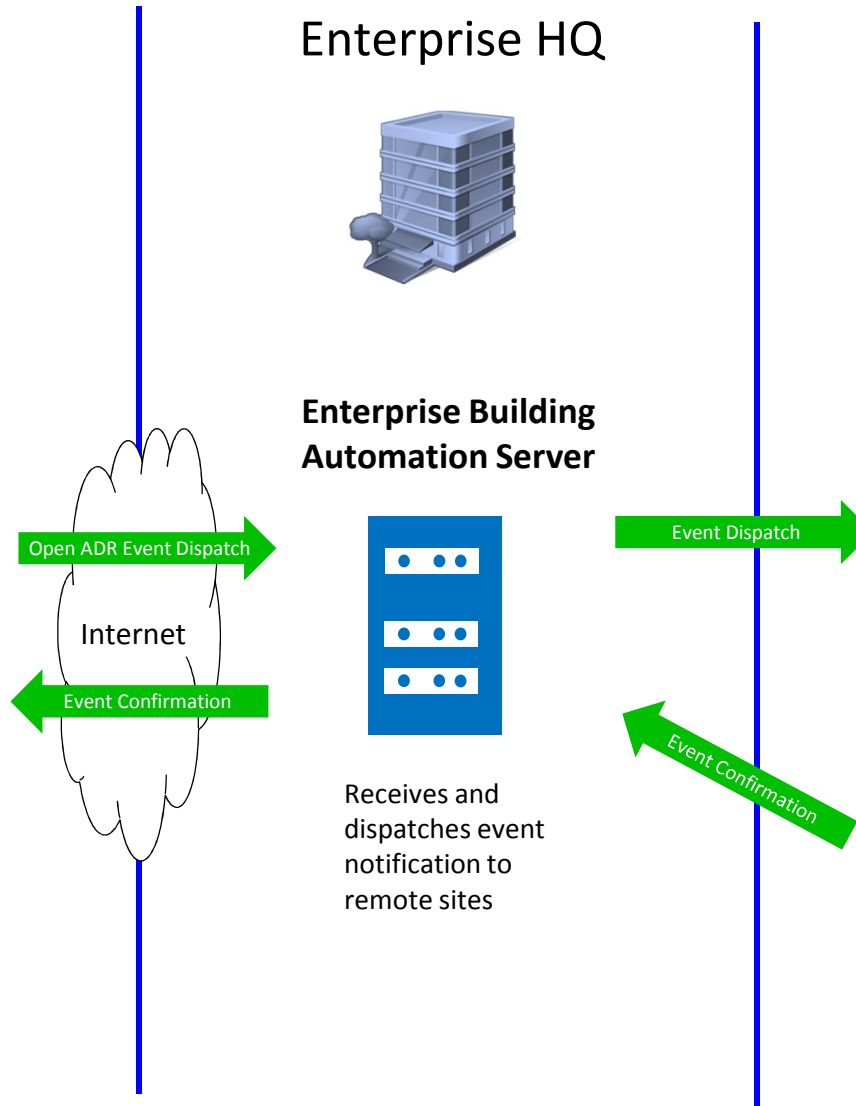 Enterprise HQ
Enterprise Building
Automation Server
Open ADR Event Dispatch
Event Dispatch
Internet
Event Confirmation
Event Confirmation
Receives and
dispatches event
notification to
remote sites